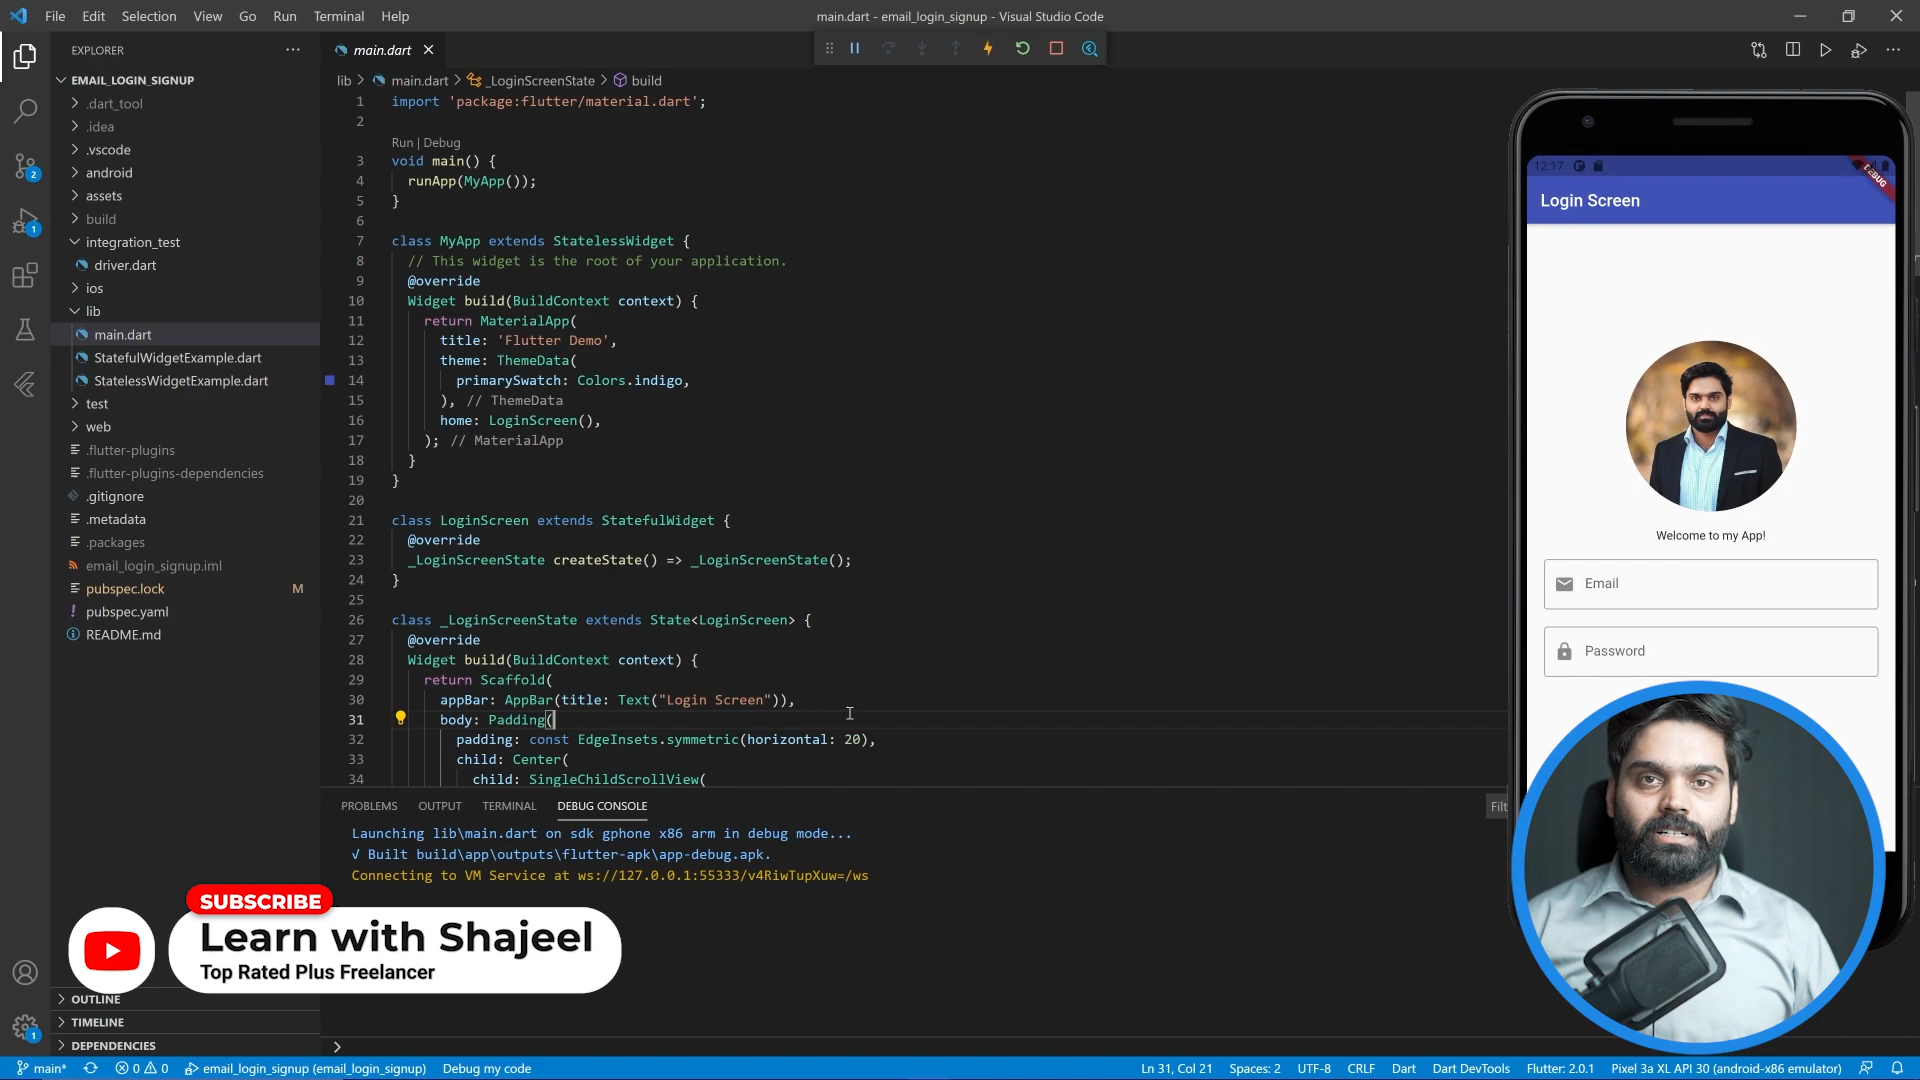 File Edit Selection View Go Run Terminal Help
main.dart - email_login_signup - Visual Studio Code
EXPLORER
EMAIL_LOGIN_SIGNUP
.dart_tool
.idea
.vscode
android
assets
build
integration_test
driver.dart
ios
lib
main.dart
StatefulWidgetExample.dart
StatelessWidgetExample.dart
test
web
.flutter-plugins
.flutter-plugins-dependencies
.gitignore
.metadata
.packages
email_login_signup.iml
pubspec.lock M
pubspec.yaml
README.md
OUTLINE
TIMELINE
DEPENDENCIES
2
1
1
main.dart
lib > main.dart > _LoginScreenState > build
1 import 'package:flutter/material.dart';
2
Run | Debug
3 void main() {
4 runApp(MyApp());
5 }
6
7 class MyApp extends StatelessWidget {
8 // This widget is the root of your application.
9 @override
10 Widget build(BuildContext context) {
11 return MaterialApp(
12 title: 'Flutter Demo',
13 theme: ThemeData(
14 primarySwatch: Colors.indigo,
15 ), // ThemeData
16 home: LoginScreen(),
17 ); // MaterialApp
18 }
19 }
20
21 class LoginScreen extends StatefulWidget {
22 @override
23 _LoginScreenState createState() => _LoginScreenState();
24 }
25
26 class _LoginScreenState extends State<LoginScreen> {
27 @override
28 Widget build(BuildContext context) {
29 return Scaffold(
30 appBar: AppBar(title: Text("Login Screen")),
31 body: Padding(
32 padding: const EdgeInsets.symmetric(horizontal: 20),
33 child: Center(
34 child: SingleChildScrollView(
PROBLEMS OUTPUT TERMINAL DEBUG CONSOLE
Filt
Launching lib\main.dart on sdk gphone x86 arm in debug mode...
√ Built build\app\outputs\flutter-apk\app-debug.apk.
Connecting to VM Service at ws://127.0.0.1:55333/v4RiwTupXuw=/ws
12:17
DEBUG
Login Screen
Welcome to my App!
Email
Password
SUBSCRIBE
Learn with Shajeel
Top Rated Plus Freelancer
main* 0 0 email_login_signup (email_login_signup) Debug my code
Ln 31, Col 21 Spaces: 2 UTF-8 CRLF Dart Dart DevTools Flutter: 2.0.1 Pixel 3a XL API 30 (android-x86 emulator)